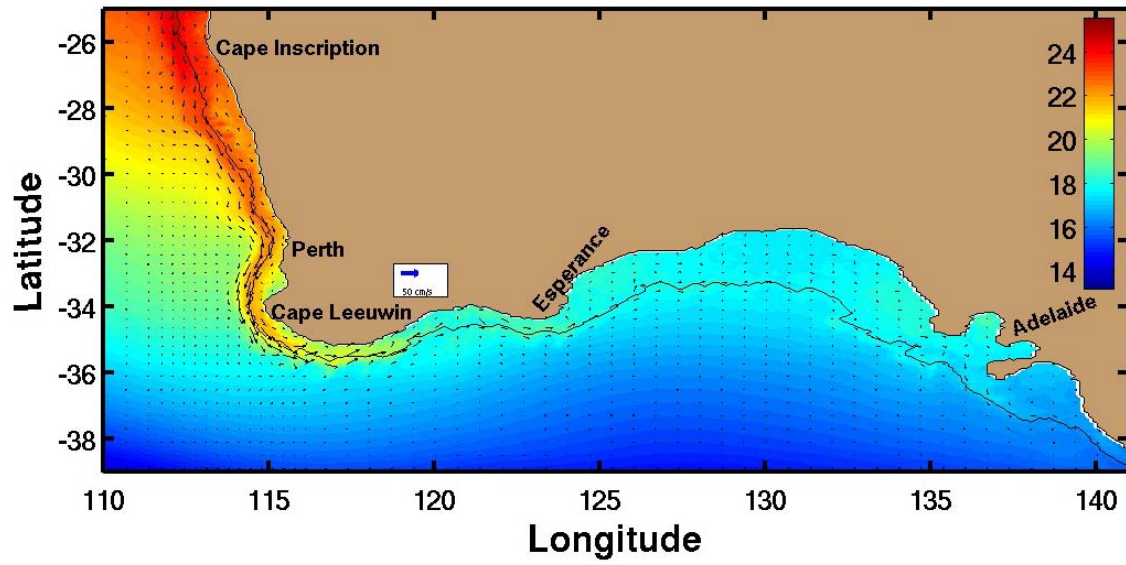 -26
-28
-30
-32
-34
-36
-38
Latitude
Cape Inscription
Perth
Cape Leeuwin
50 cm/s
Esperance
Adelaide
24
22
20
18
16
14
110
115
120
125
130
135
140
Longitude